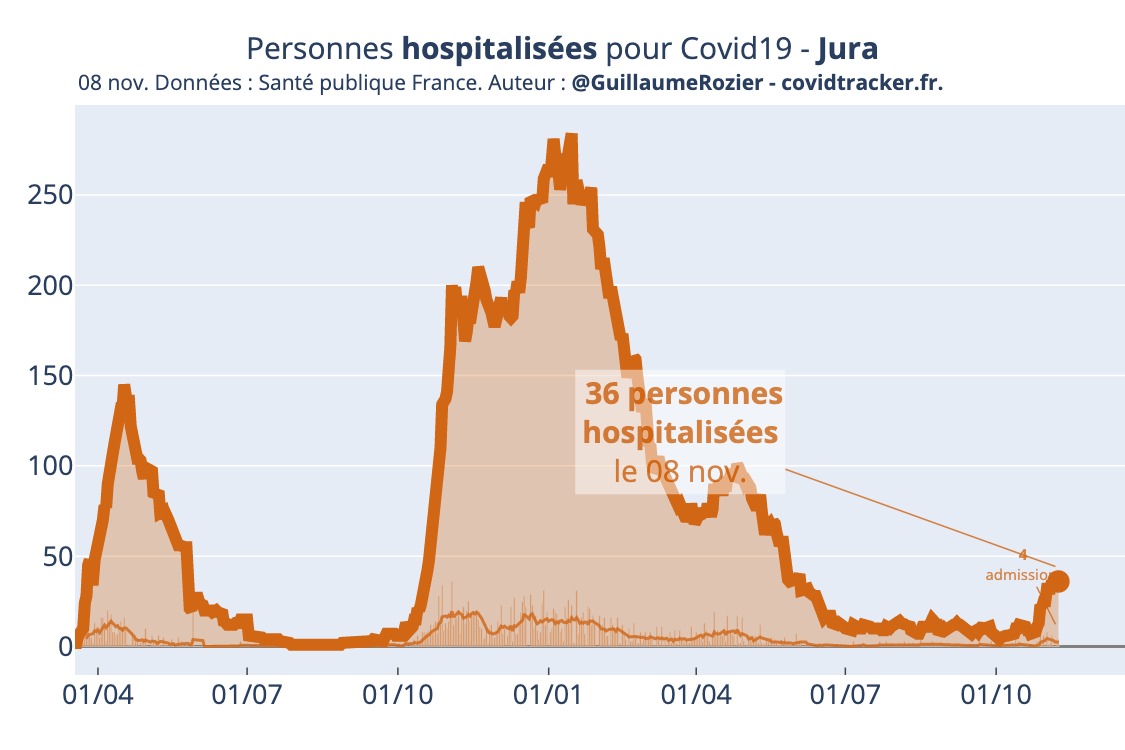 Personnes hospitalisées pour Covid19 - Jura
08 nov. Données : Santé publique France. Auteur : @GuillaumeRozier - covidtracker.fr.
250
200
150
100
50
0
36 personnes
hospitalisées
le 08 nov.
4
admission
01/04 01/07 01/10 01/01 01/04 01/07 01/10